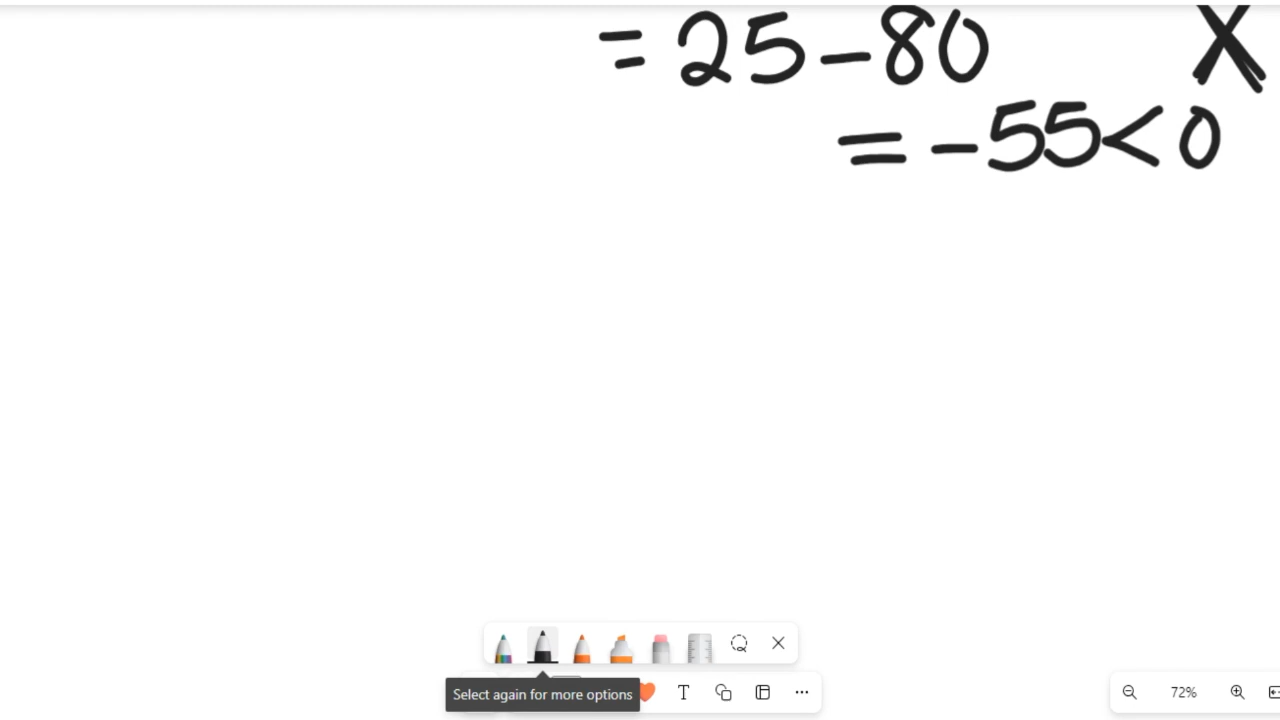 = 25 - 80 X
= - 55 < 0
Select again for more options
T
72%